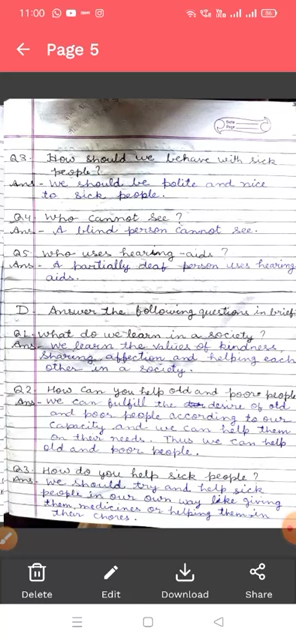 11:00
Page 5
Date
Page
Q3. How should we behave with sick
people?
Ans- We should be polite and nice
to sick people.
Q4. Who cannot see?
Ans- A blind person cannot see.
Q5 Who uses hearing-aids?
Ans- A partially deaf person uses hearing
aids.
D- Answer the following questions in brief-
Q1- What do we learn in a society?
Ans- We learn the values of kindness,
sharing affection and helping each
other in a society.
Q2- How can you help old and poor people
Ans- We can fulfill the desire of old
and poor people according to our
capacity and we can help them
on their needs. Thus we can help
old and poor people.
Q3- How do you help sick people?
Ans- We should try and help sick
people in our own way like giving
them, medicines or helping them in
their chores.
Delete Edit Download Share